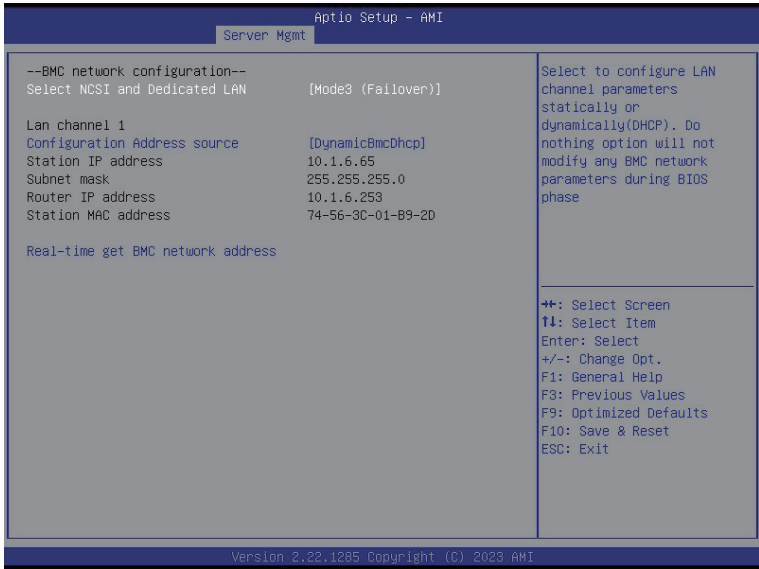 Aptio Setup – AMI
Server Mgmt
--BMC network configuration--
Select NCSI and Dedicated LAN [Mode3 (Failover)]
Lan channel 1
Configuration Address source [DynamicBmcDhcp]
Station IP address 10.1.6.65
Subnet mask 255.255.255.0
Router IP address 10.1.6.253
Station MAC address 74-56-3C-01-B9-2D
Real-time get BMC network address
Select to configure LAN
channel parameters
statically or
dynamically(DHCP). Do
nothing option will not
modify any BMC network
parameters during BIOS
phase
→←: Select Screen
↑↓: Select Item
Enter: Select
+/-: Change Opt.
F1: General Help
F3: Previous Values
F9: Optimized Defaults
F10: Save & Reset
ESC: Exit
Version 2.22.1285 Copyright (C) 2023 AMI